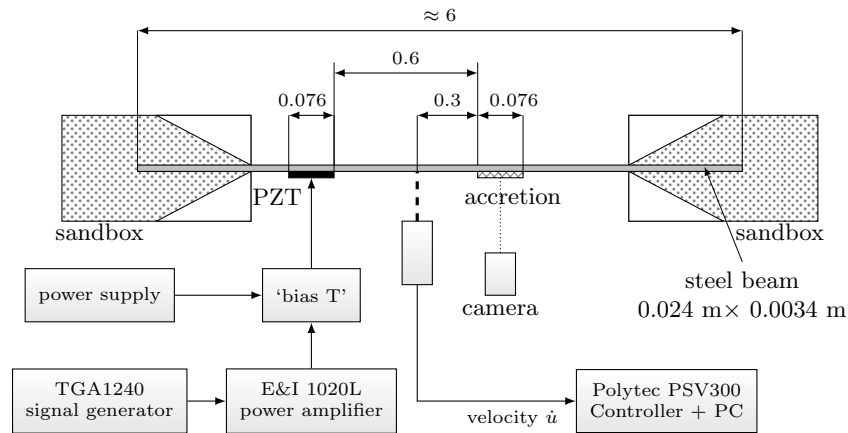 ≈ 6
0.6
0.076
0.3
0.076
PZT
accretion
sandbox
sandbox
camera
steel beam
0.024 m× 0.0034 m
power supply
‘bias T’
TGA1240
signal generator
E&I 1020L
power amplifier
velocity u̇
Polytec PSV300
Controller + PC